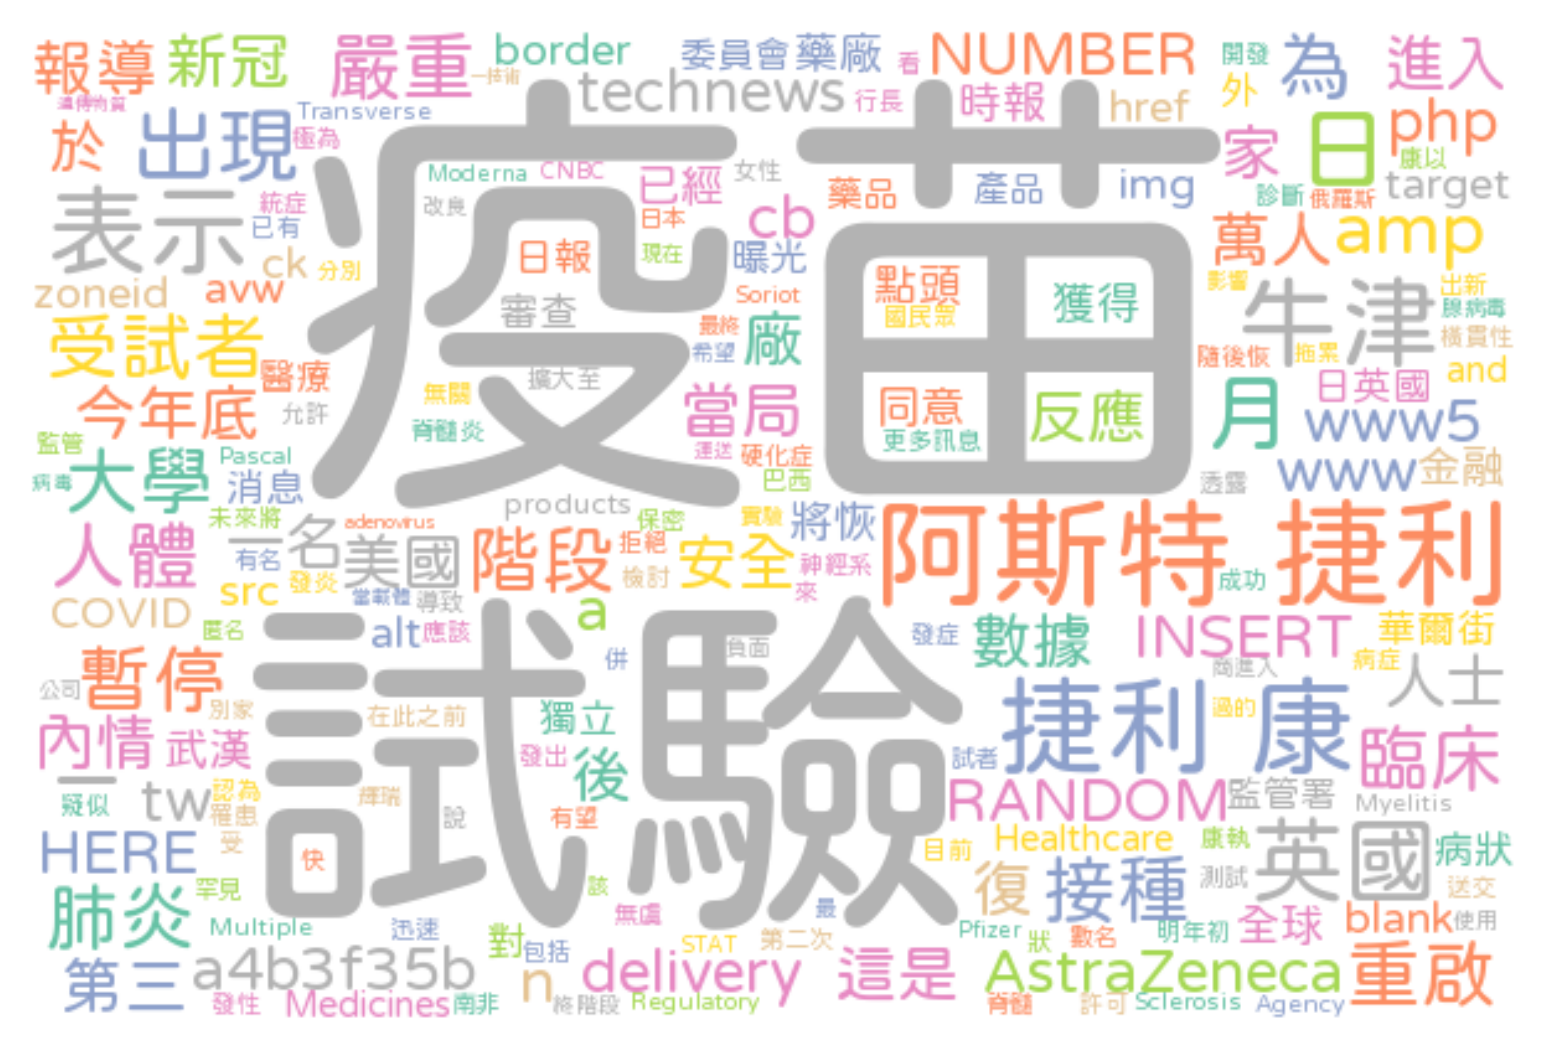 報導 新冠 嚴重 border 委員會 藥廠 看 NUMBER 開發 為 進入
遺傳物質 一技術 technews 行長 時報 href 外
於 出現 Transverse 極為 家 日 php
疫苗
Moderna CNBC 已經 女性 藥品 產品 img 診斷 俄羅斯 康以 target
表示 統症 已有 改良 日本 cb 萬人 amp
ck 分別 日報 現在 曝光 點頭 獲得 影響 牛津 出新
zoneid avw 審查 Soriot 國民眾 腺病毒
受試者 最終 廠 希望 隨後恢 拖累 橫貫性
醫療 無關 擴大至 日英國 and
今年底 允許 脊髓炎 當局 同意 反應 月 www5
監管 大學 Pascal 運送 硬化症 更多訊息 www 金融
病毒 消息 products 巴西 透露
未來將 adenovirus 保密 實驗 將恢 阿斯特 捷利
人體 一名 有名 美國 階段 拒絕 檢討 安全 神經系 成功
src 發炎 當載體 導致 來
COVID 匿名 alt 應該 a 發症 數據 INSERT 華爾街
試驗
暫停 併 負面 商進入 病症 人士
公司 別家 在此之前 獨立 捷利 康 過的
內情 武漢 發出 後 試者 臨床
一 疑似 tw 認為 罹患 輝瑞 說 有望 RANDOM 監管署 Myelitis
HERE 受 快 目前 Healthcare 康執 英國 病狀
肺炎 罕見 該 復 接種 測試 送交
Multiple 迅速 無虞 最 Pfizer 狀 數名 明年初 全球 blank 使用
第三 a4b3f35b 對 包括 n delivery STAT 第二次 這是 AstraZeneca 重啟
發性 Medicines 南非 終階段 Regulatory 脊髓 許可 Sclerosis Agency